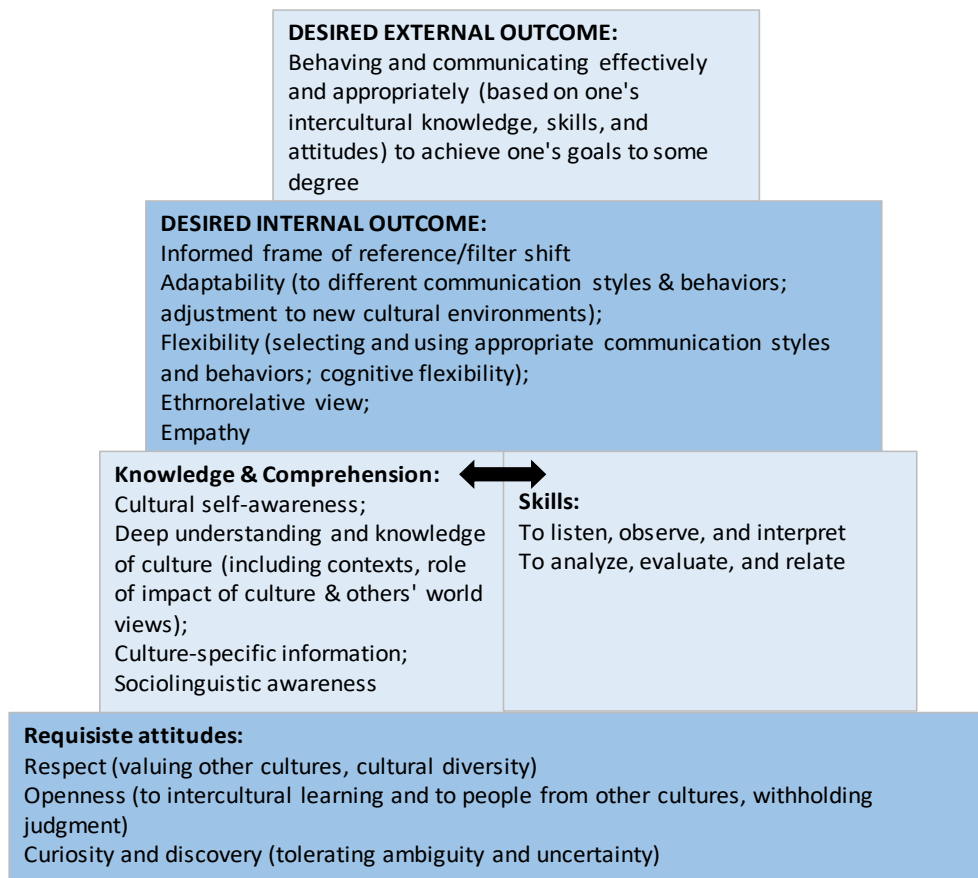 DESIRED EXTERNAL OUTCOME:
Behaving and communicating effectively
and appropriately (based on one's
intercultural knowledge, skills, and
attitudes) to achieve one's goals to some
degree
DESIRED INTERNAL OUTCOME:
Informed frame of reference/filter shift
Adaptability (to different communication styles & behaviors;
adjustment to new cultural environments);
Flexibility (selecting and using appropriate communication styles
and behaviors; cognitive flexibility);
Ethrnorelative view;
Empathy
Knowledge & Comprehension:
Cultural self-awareness;
Deep understanding and knowledge
of culture (including contexts, role
of impact of culture & others' world
views);
Culture-specific information;
Sociolinguistic awareness
Skills:
To listen, observe, and interpret
To analyze, evaluate, and relate
Requisiste attitudes:
Respect (valuing other cultures, cultural diversity)
Openness (to intercultural learning and to people from other cultures, withholding
judgment)
Curiosity and discovery (tolerating ambiguity and uncertainty)